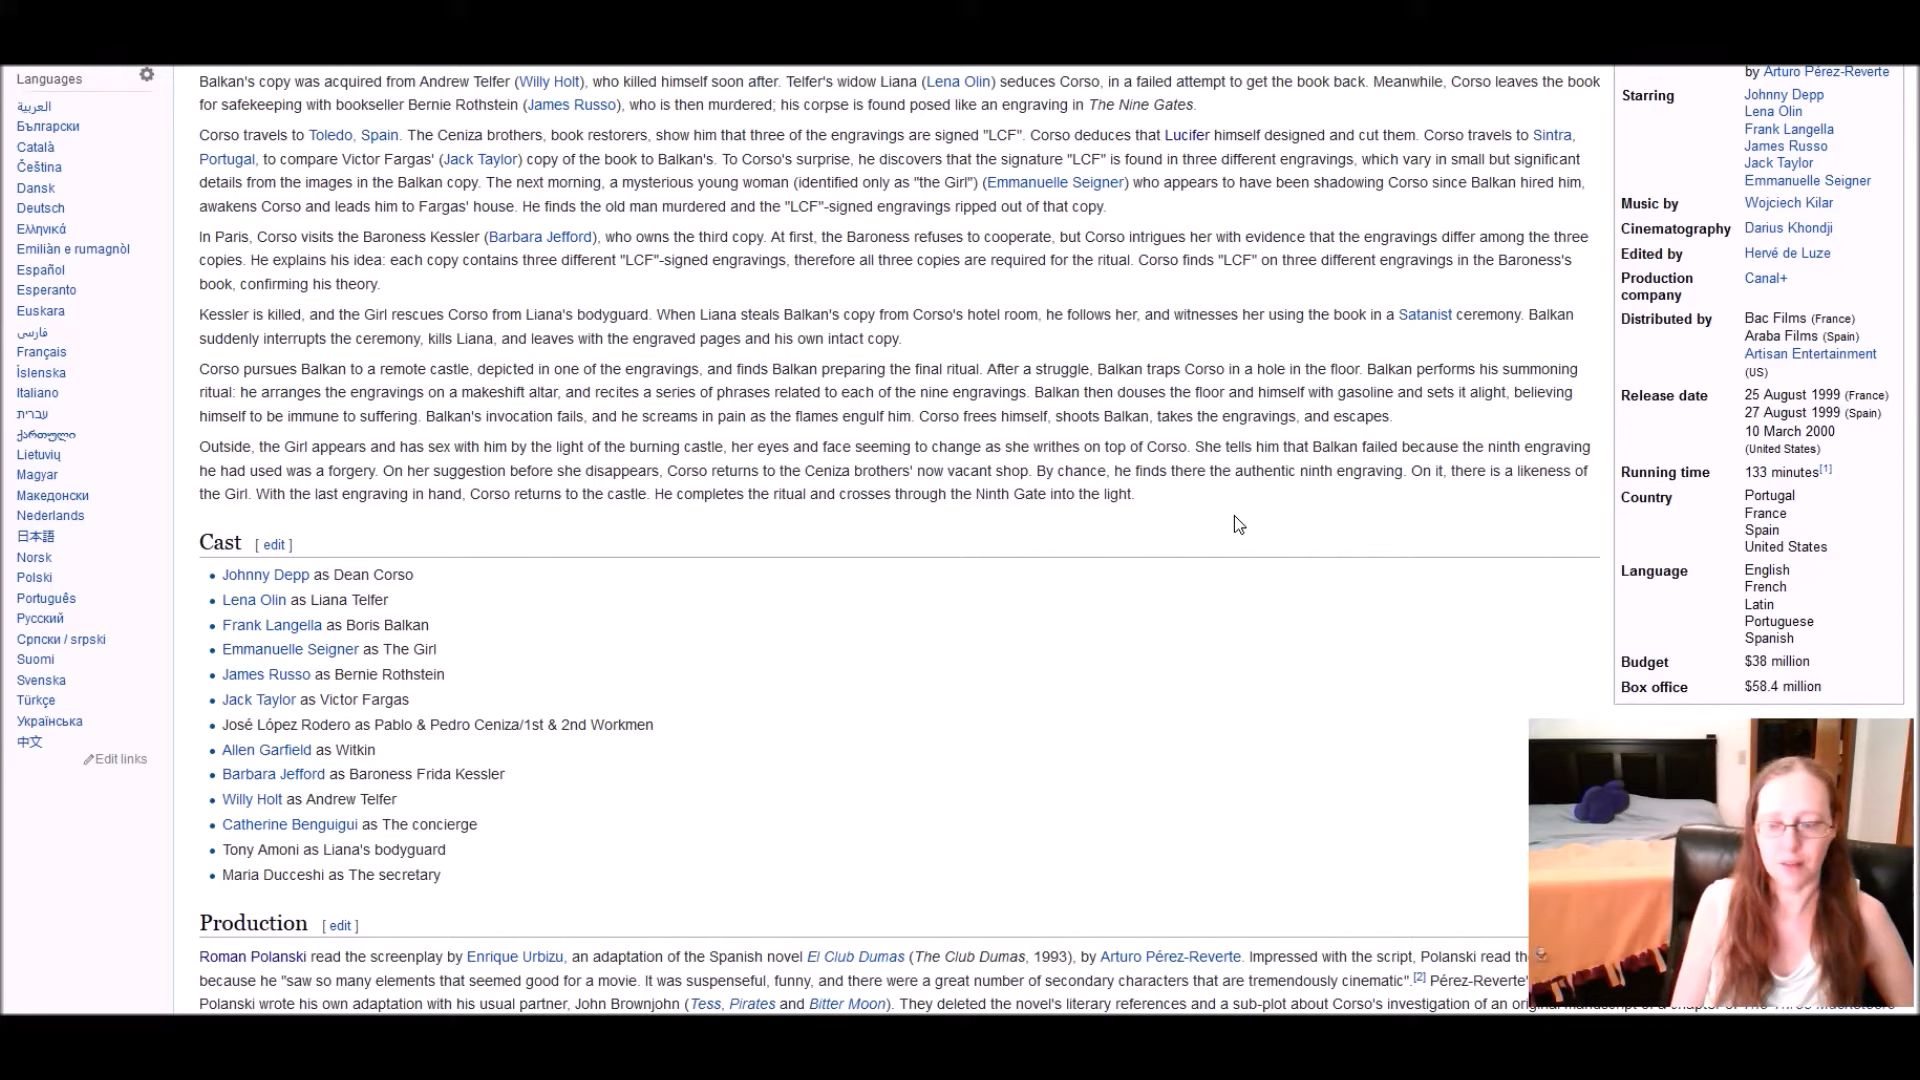 Languages
العربية
Български
Català
Čeština
Dansk
Deutsch
Ελληνικά
Emiliàn e rumagnòl
Español
Esperanto
Euskara
فارسی
Français
Íslenska
Italiano
עברית
ქართული
Lietuvių
Magyar
Македонски
Nederlands
日本語
Norsk
Polski
Português
Русский
Српски / srpski
Suomi
Svenska
Türkçe
Українська
中文
Edit links
Balkan's copy was acquired from Andrew Telfer (Willy Holt), who killed himself soon after. Telfer's widow Liana (Lena Olin) seduces Corso, in a failed attempt to get the book back. Meanwhile, Corso leaves the book
for safekeeping with bookseller Bernie Rothstein (James Russo), who is then murdered; his corpse is found posed like an engraving in The Nine Gates.
Corso travels to Toledo, Spain. The Ceniza brothers, book restorers, show him that three of the engravings are signed "LCF". Corso deduces that Lucifer himself designed and cut them. Corso travels to Sintra,
Portugal, to compare Victor Fargas' (Jack Taylor) copy of the book to Balkan's. To Corso's surprise, he discovers that the signature "LCF" is found in three different engravings, which vary in small but significant
details from the images in the Balkan copy. The next morning, a mysterious young woman (identified only as "the Girl") (Emmanuelle Seigner) who appears to have been shadowing Corso since Balkan hired him,
awakens Corso and leads him to Fargas' house. He finds the old man murdered and the "LCF"-signed engravings ripped out of that copy.
In Paris, Corso visits the Baroness Kessler (Barbara Jefford), who owns the third copy. At first, the Baroness refuses to cooperate, but Corso intrigues her with evidence that the engravings differ among the three
copies. He explains his idea: each copy contains three different "LCF"-signed engravings, therefore all three copies are required for the ritual. Corso finds "LCF" on three different engravings in the Baroness's
book, confirming his theory.
Kessler is killed, and the Girl rescues Corso from Liana's bodyguard. When Liana steals Balkan's copy from Corso's hotel room, he follows her, and witnesses her using the book in a Satanist ceremony. Balkan
suddenly interrupts the ceremony, kills Liana, and leaves with the engraved pages and his own intact copy.
Corso pursues Balkan to a remote castle, depicted in one of the engravings, and finds Balkan preparing the final ritual. After a struggle, Balkan traps Corso in a hole in the floor. Balkan performs his summoning
ritual: he arranges the engravings on a makeshift altar, and recites a series of phrases related to each of the nine engravings. Balkan then douses the floor and himself with gasoline and sets it alight, believing
himself to be immune to suffering. Balkan's invocation fails, and he screams in pain as the flames engulf him. Corso frees himself, shoots Balkan, takes the engravings, and escapes.
Outside, the Girl appears and has sex with him by the light of the burning castle, her eyes and face seeming to change as she writhes on top of Corso. She tells him that Balkan failed because the ninth engraving
he had used was a forgery. On her suggestion before she disappears, Corso returns to the Ceniza brothers' now vacant shop. By chance, he finds there the authentic ninth engraving. On it, there is a likeness of
the Girl. With the last engraving in hand, Corso returns to the castle. He completes the ritual and crosses through the Ninth Gate into the light.
Cast [ edit ]
• Johnny Depp as Dean Corso
• Lena Olin as Liana Telfer
• Frank Langella as Boris Balkan
• Emmanuelle Seigner as The Girl
• James Russo as Bernie Rothstein
• Jack Taylor as Victor Fargas
• José López Rodero as Pablo & Pedro Ceniza/1st & 2nd Workmen
• Allen Garfield as Witkin
• Barbara Jefford as Baroness Frida Kessler
• Willy Holt as Andrew Telfer
• Catherine Benguigui as The concierge
• Tony Amoni as Liana's bodyguard
• Maria Ducceshi as The secretary
Production [ edit ]
Roman Polanski read the screenplay by Enrique Urbizu, an adaptation of the Spanish novel El Club Dumas (The Club Dumas, 1993), by Arturo Pérez-Reverte. Impressed with the script, Polanski read the
because he "saw so many elements that seemed good for a movie. It was suspenseful, funny, and there were a great number of secondary characters that are tremendously cinematic".[2] Pérez-Reverte'
Polanski wrote his own adaptation with his usual partner, John Brownjohn (Tess, Pirates and Bitter Moon). They deleted the novel's literary references and a sub-plot about Corso's investigation of an
by Arturo Pérez-Reverte
Starring Johnny Depp
Lena Olin
Frank Langella
James Russo
Jack Taylor
Emmanuelle Seigner
Music by Wojciech Kilar
Cinematography Darius Khondji
Edited by Hervé de Luze
Production Canal+
company
Distributed by Bac Films (France)
Araba Films (Spain)
Artisan Entertainment
(US)
Release date 25 August 1999 (France)
27 August 1999 (Spain)
10 March 2000
(United States)
Running time 133 minutes[1]
Country Portugal
France
Spain
United States
Language English
French
Latin
Portuguese
Spanish
Budget $38 million
Box office $58.4 million